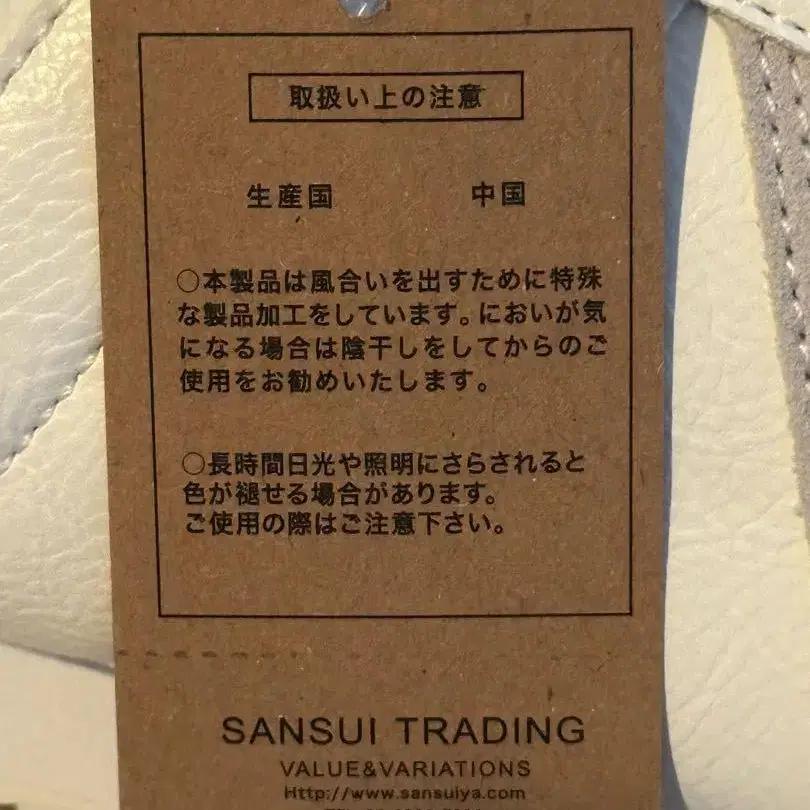 取扱い上の注意
生産国 中国
○本製品は風合いを出すために特殊
な製品加工をしています。においが気
になる場合は陰干しをしてからのご
使用をお勧めいたします。
○長時間日光や照明にさらされると
色が褪せる場合があります。
ご使用の際はご注意下さい。
SANSUI TRADING
VALUE&VARIATIONS
Http://www.sansuiya.com